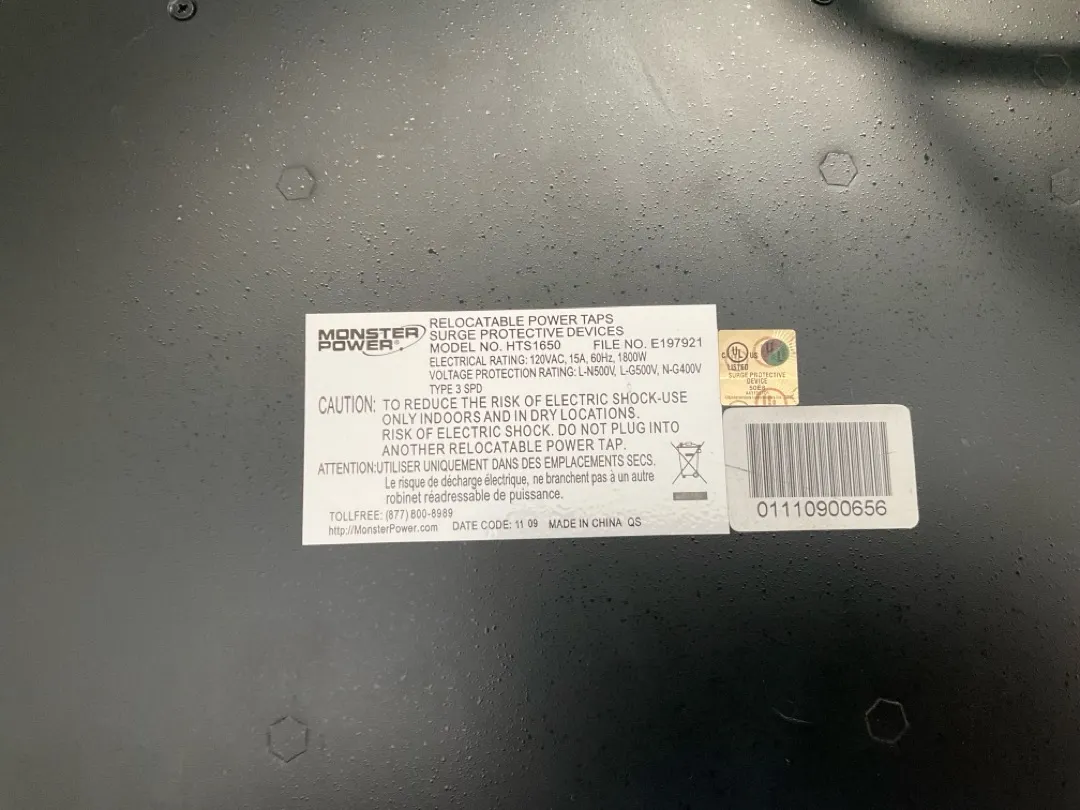 MONSTER
POWER®
RELOCATABLE POWER TAPS
SURGE PROTECTIVE DEVICES
MODEL NO. HTS1650 FILE NO. E197921
ELECTRICAL RATING: 120VAC, 15A, 60Hz, 1800W
VOLTAGE PROTECTION RATING: L-N500V, L-G500V, N-G400V
TYPE 3 SPD
CAUTION: TO REDUCE THE RISK OF ELECTRIC SHOCK-USE
ONLY INDOORS AND IN DRY LOCATIONS.
RISK OF ELECTRIC SHOCK. DO NOT PLUG INTO
ANOTHER RELOCATABLE POWER TAP.
ATTENTION:UTILISER UNIQUEMENT DANS DES EMPLACEMENTS SECS.
Le risque de décharge électrique, ne branchent pas à un autre
robinet réadressable de puissance.
TOLLFREE: (877) 800-8989
http://MonsterPower.com DATE CODE: 11 09 MADE IN CHINA QS
C UL US
LISTED
SURGE PROTECTIVE
DEVICE
01110900656